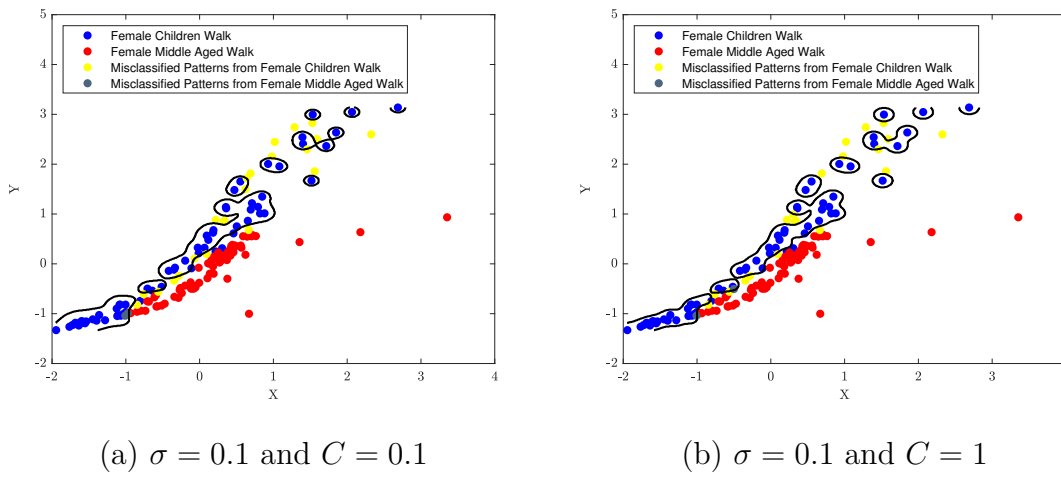 5
4
3
2
1
0
-1
-2
Y
Female Children Walk
Female Middle Aged Walk
Misclassified Patterns from Female Children Walk
Misclassified Patterns from Female Middle Aged Walk
-2 -1 0 1 2 3 4
X
(a) σ = 0.1 and C = 0.1
5
4
3
2
1
0
-1
-2
Y
Female Children Walk
Female Middle Aged Walk
Misclassified Patterns from Female Children Walk
Misclassified Patterns from Female Middle Aged Walk
-2 -1 0 1 2 3
X
(b) σ = 0.1 and C = 1